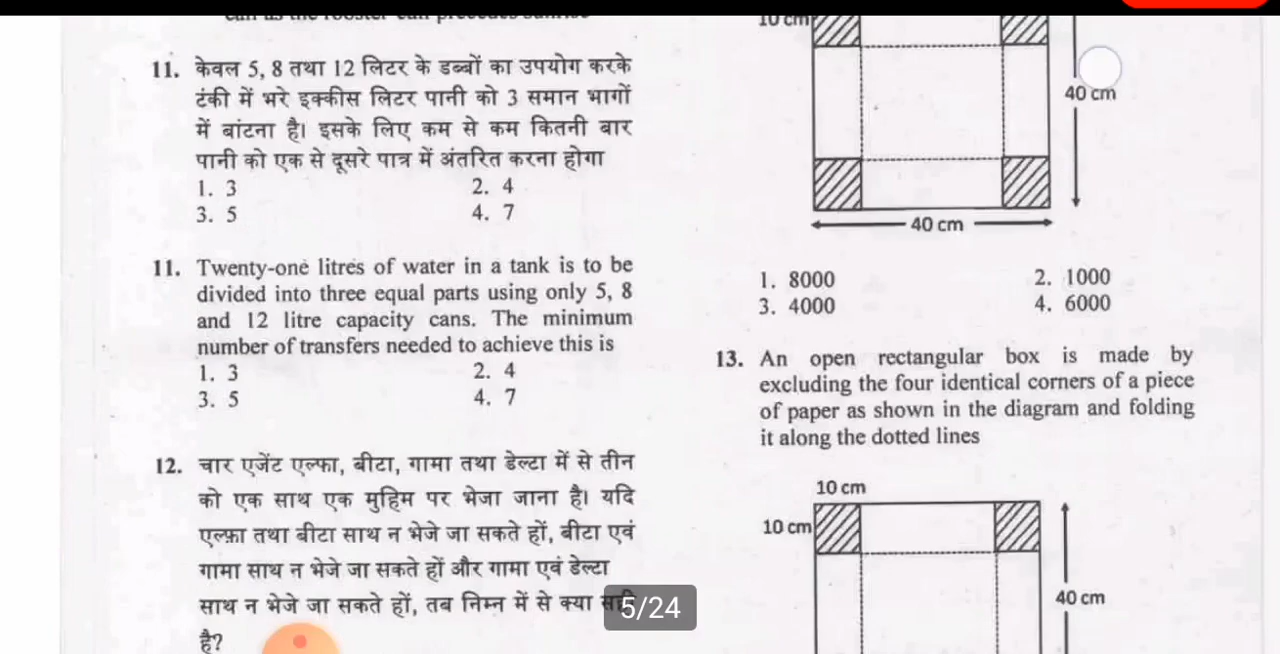 11. केवल 5, 8 तथा 12 लिटर के डब्बों का उपयोग करके
टंकी में भरे इक्कीस लिटर पानी को 3 समान भागों
में बांटना है। इसके लिए कम से कम कितनी बार
पानी को एक से दूसरे पात्र में अंतरित करना होगा
1. 3 2. 4
3. 5 4. 7
11. Twenty-one litres of water in a tank is to be
divided into three equal parts using only 5, 8
and 12 litre capacity cans. The minimum
number of transfers needed to achieve this is
1. 3 2. 4
3. 5 4. 7
12. चार एजेंट एल्फा, बीटा, गामा तथा डेल्टा में से तीन
को एक साथ एक मुहिम पर भेजा जाना है। यदि
एल्फ़ा तथा बीटा साथ न भेजे जा सकते हों, बीटा एवं
गामा साथ न भेजे जा सकते हों और गामा एवं डेल्टा
साथ न भेजे जा सकते हों, तब निम्न में से क्या
है?
5/24
10 cm
40 cm
40 cm
1. 8000 2. 1000
3. 4000 4. 6000
13. An open rectangular box is made by
excluding the four identical corners of a piece
of paper as shown in the diagram and folding
it along the dotted lines
10 cm
10 cm
40 cm